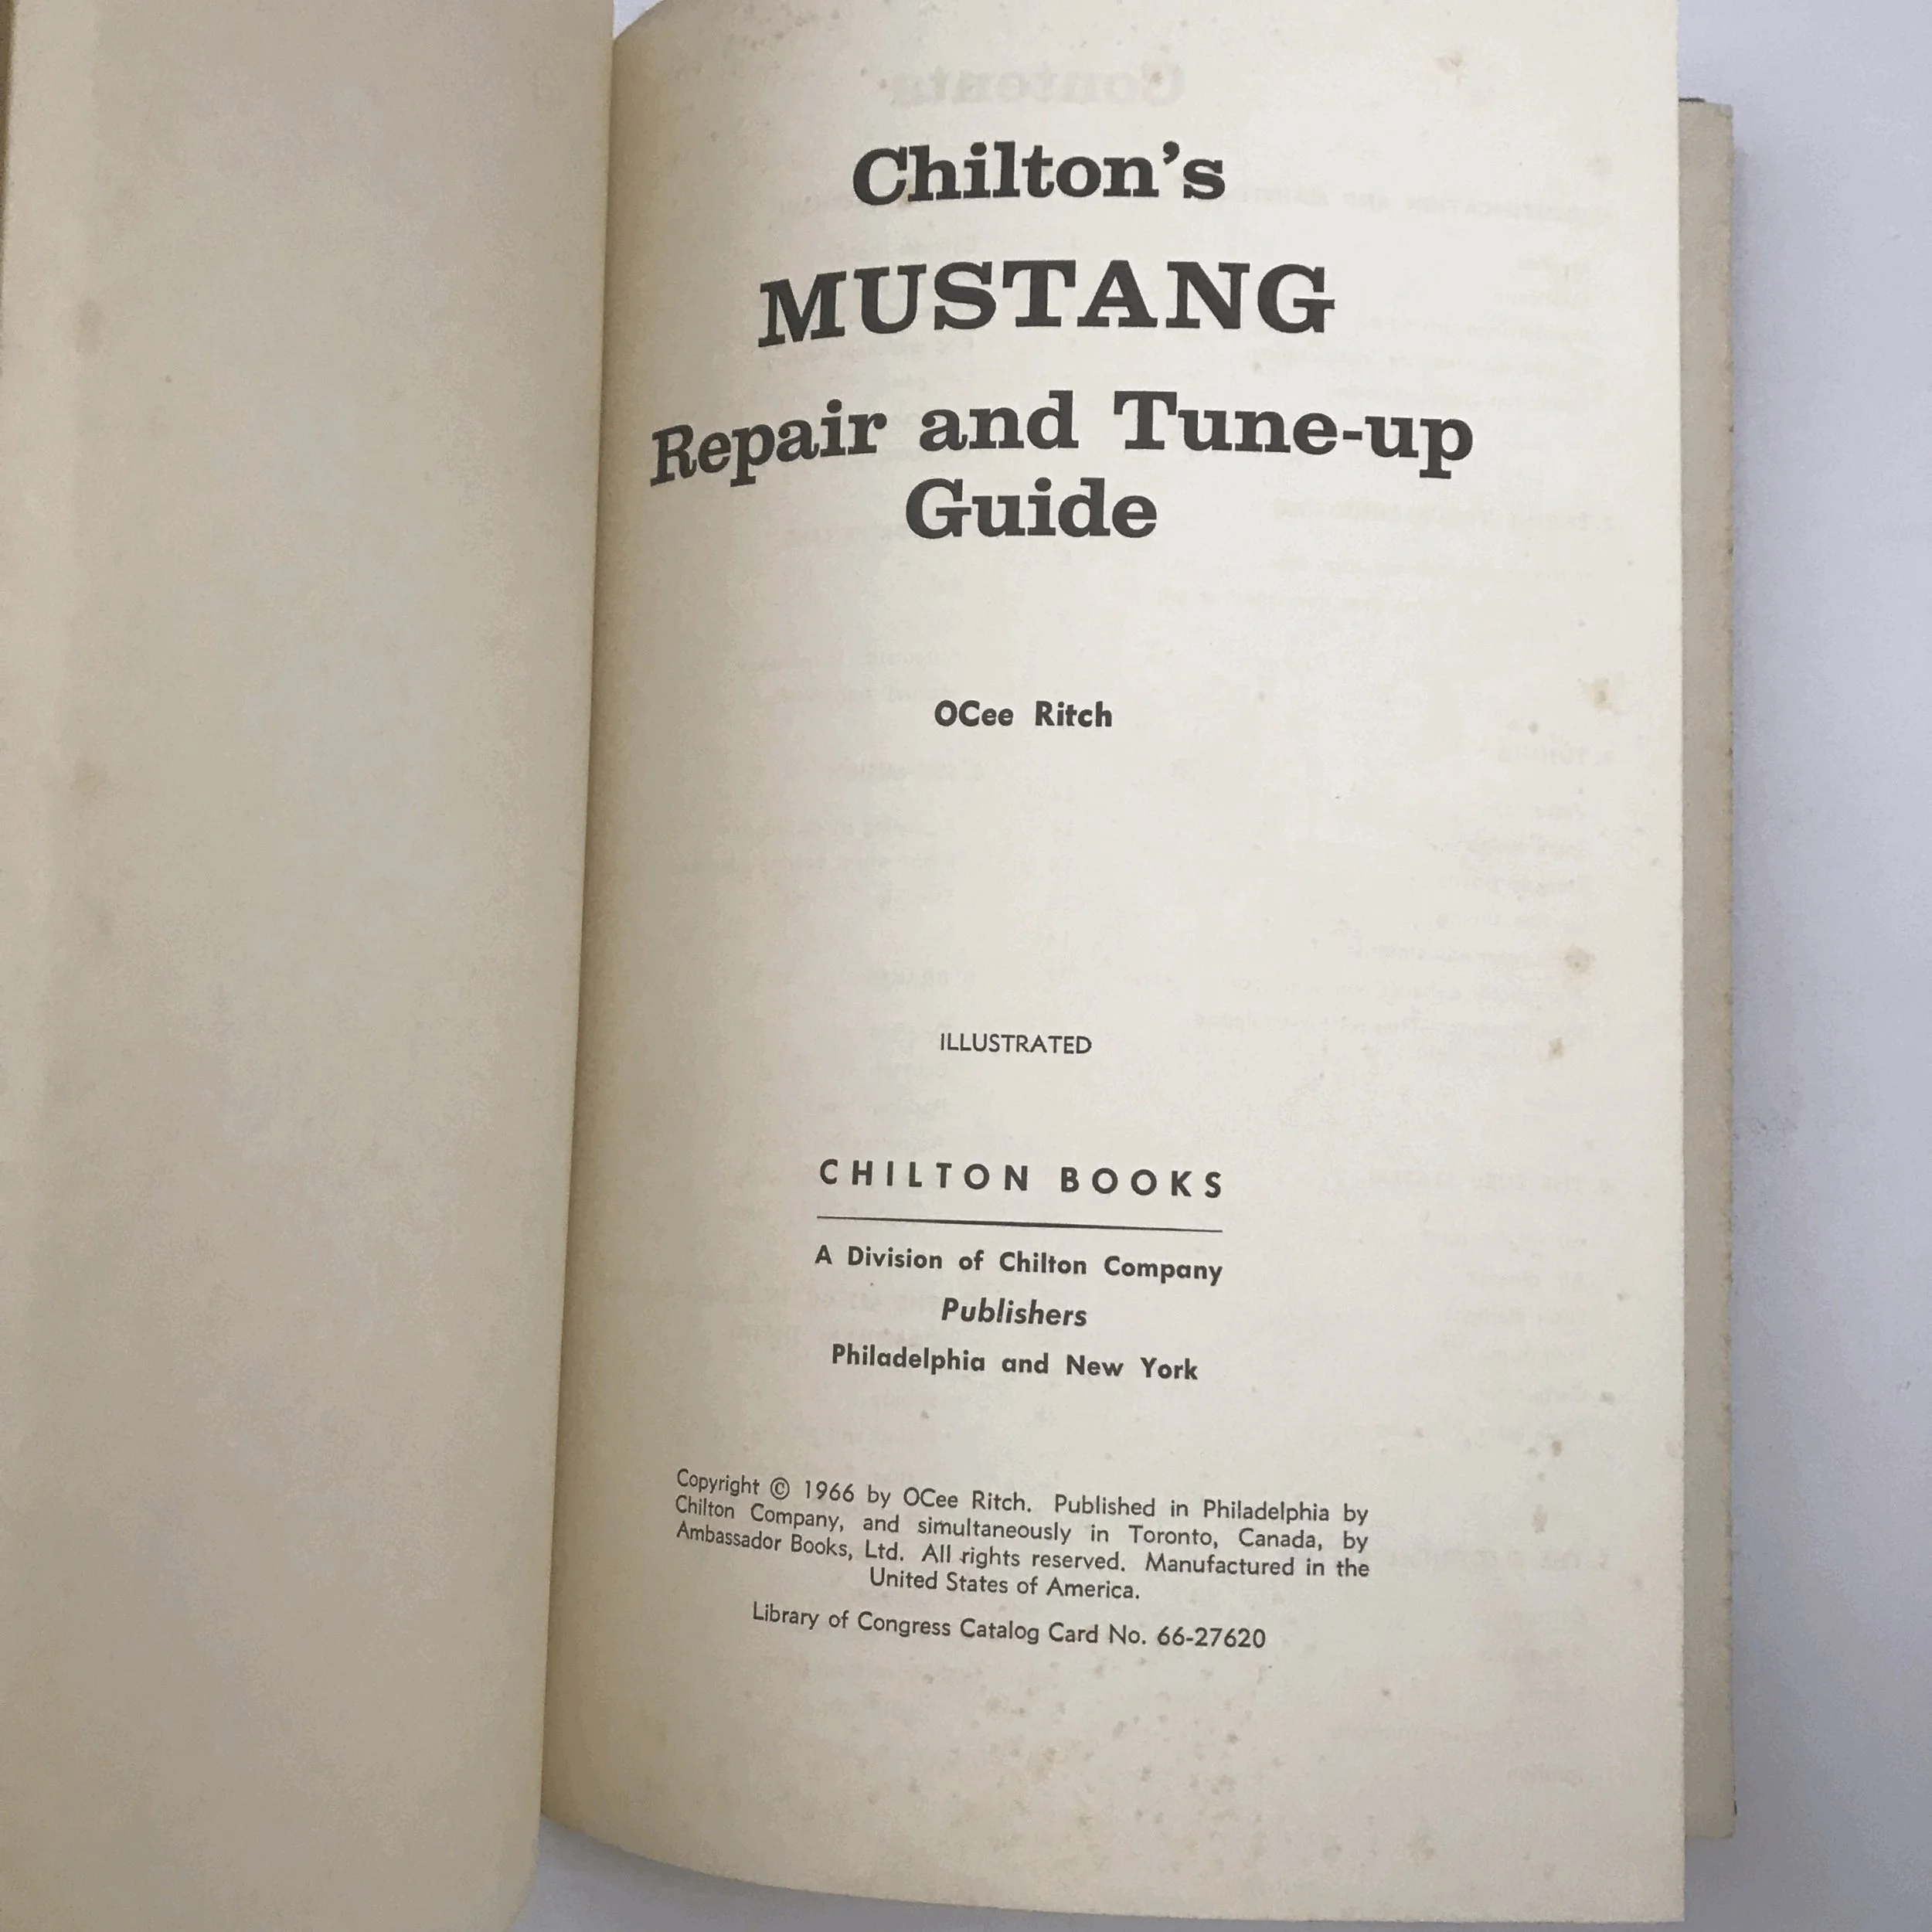 Chilton's
MUSTANG
Repair and Tune-up
Guide
OCee Ritch
ILLUSTRATED
CHILTON BOOKS
A Division of Chilton Company
Publishers
Philadelphia and New York
Copyright © 1966 by OCee Ritch. Published in Philadelphia by
Chilton Company, and simultaneously in Toronto, Canada, by
Ambassador Books, Ltd. All rights reserved. Manufactured in the
United States of America.
Library of Congress Catalog Card No. 66-27620